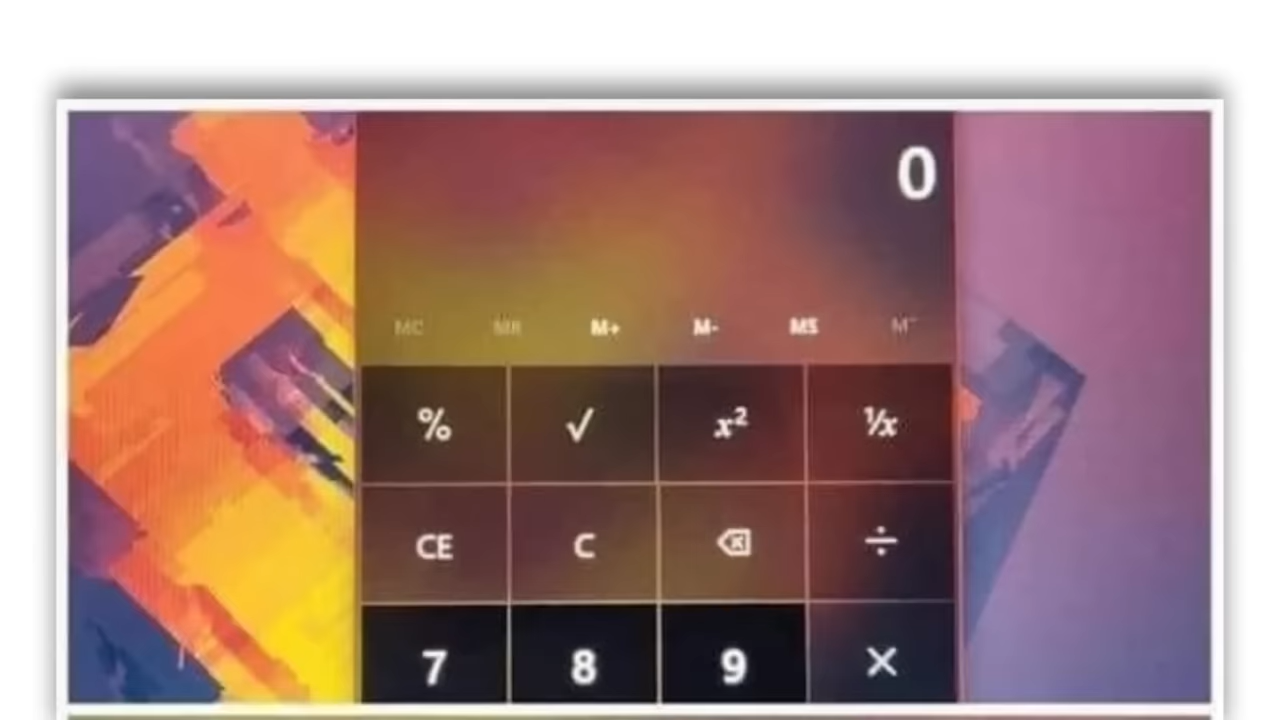 0
MC MR M+ M- MS M˅
% √ x² ¹/x
CE C ⌫ ÷
7 8 9 ×